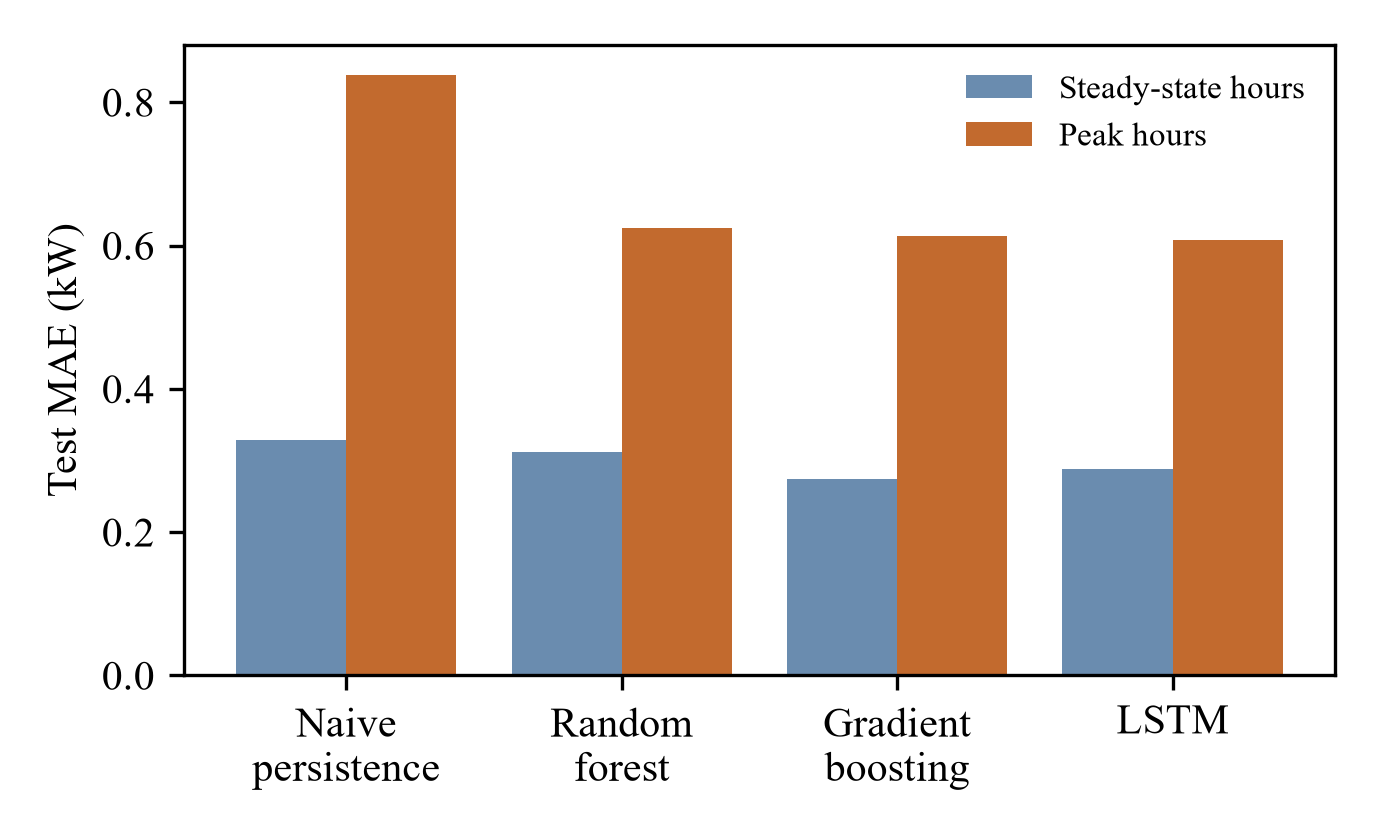 Steady-state hours
Peak hours
Test MAE (kW)
0.8
0.6
0.4
0.2
0.0
Naive
persistence
Random
forest
Gradient
boosting
LSTM